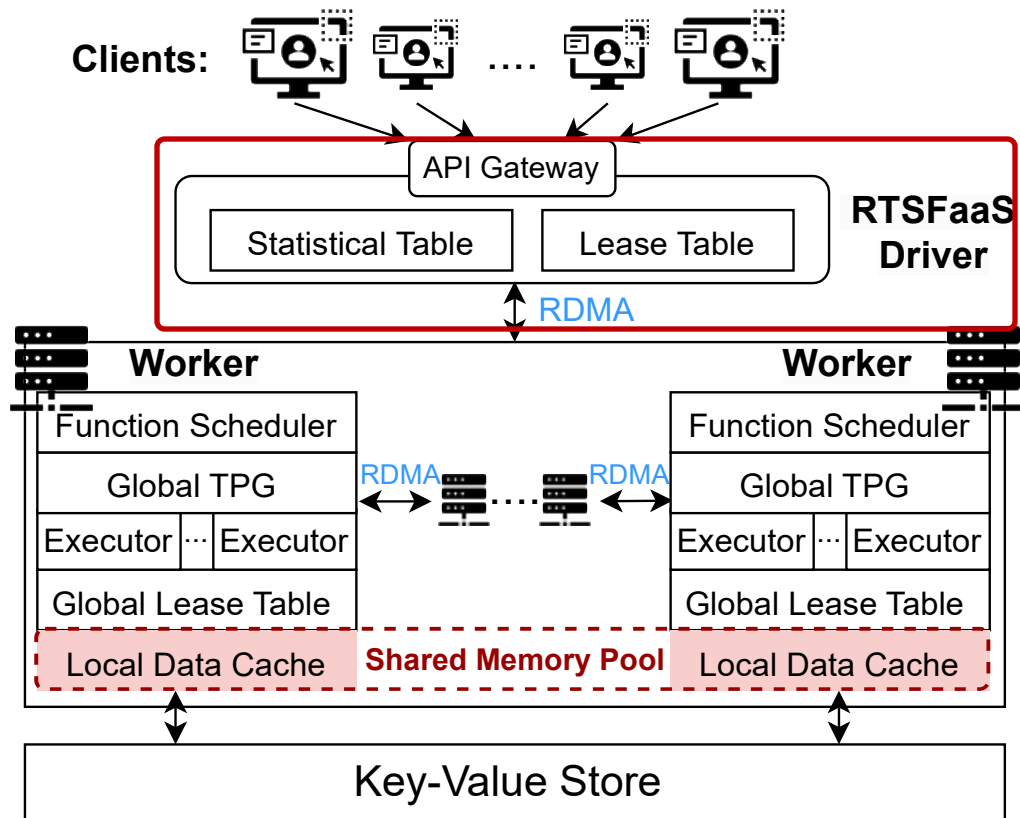 Clients:
....
API Gateway
Statistical Table
Lease Table
RTSFaaS
Driver
RDMA
Worker
Worker
Function Scheduler
Function Scheduler
Global TPG
RDMA
....
RDMA
Global TPG
Executor
...
Executor
Executor
...
Executor
Global Lease Table
Global Lease Table
Local Data Cache
Shared Memory Pool
Local Data Cache
Key-Value Store